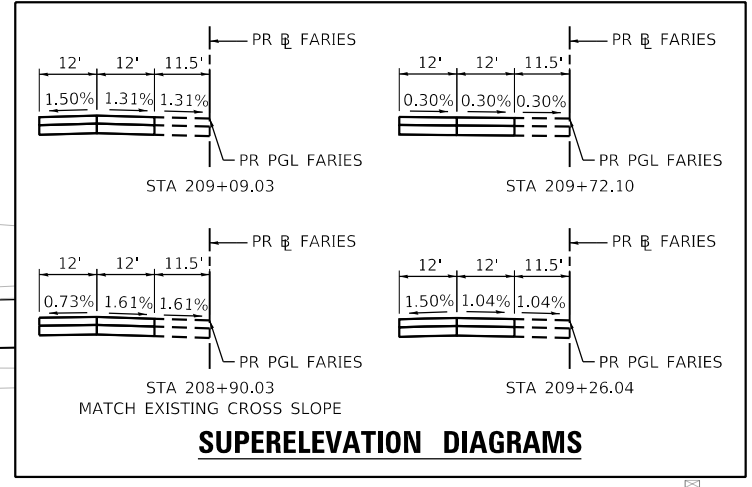 PR ⅊ FARIES
12' 12' 11.5'
1.50% 1.31% 1.31%
PR PGL FARIES
STA 209+09.03
PR ⅊ FARIES
12' 12' 11.5'
0.30% 0.30% 0.30%
PR PGL FARIES
STA 209+72.10
PR ⅊ FARIES
12' 12' 11.5'
0.73% 1.61% 1.61%
PR PGL FARIES
STA 208+90.03
MATCH EXISTING CROSS SLOPE
PR ⅊ FARIES
12' 12' 11.5'
1.50% 1.04% 1.04%
PR PGL FARIES
STA 209+26.04
SUPERELEVATION DIAGRAMS